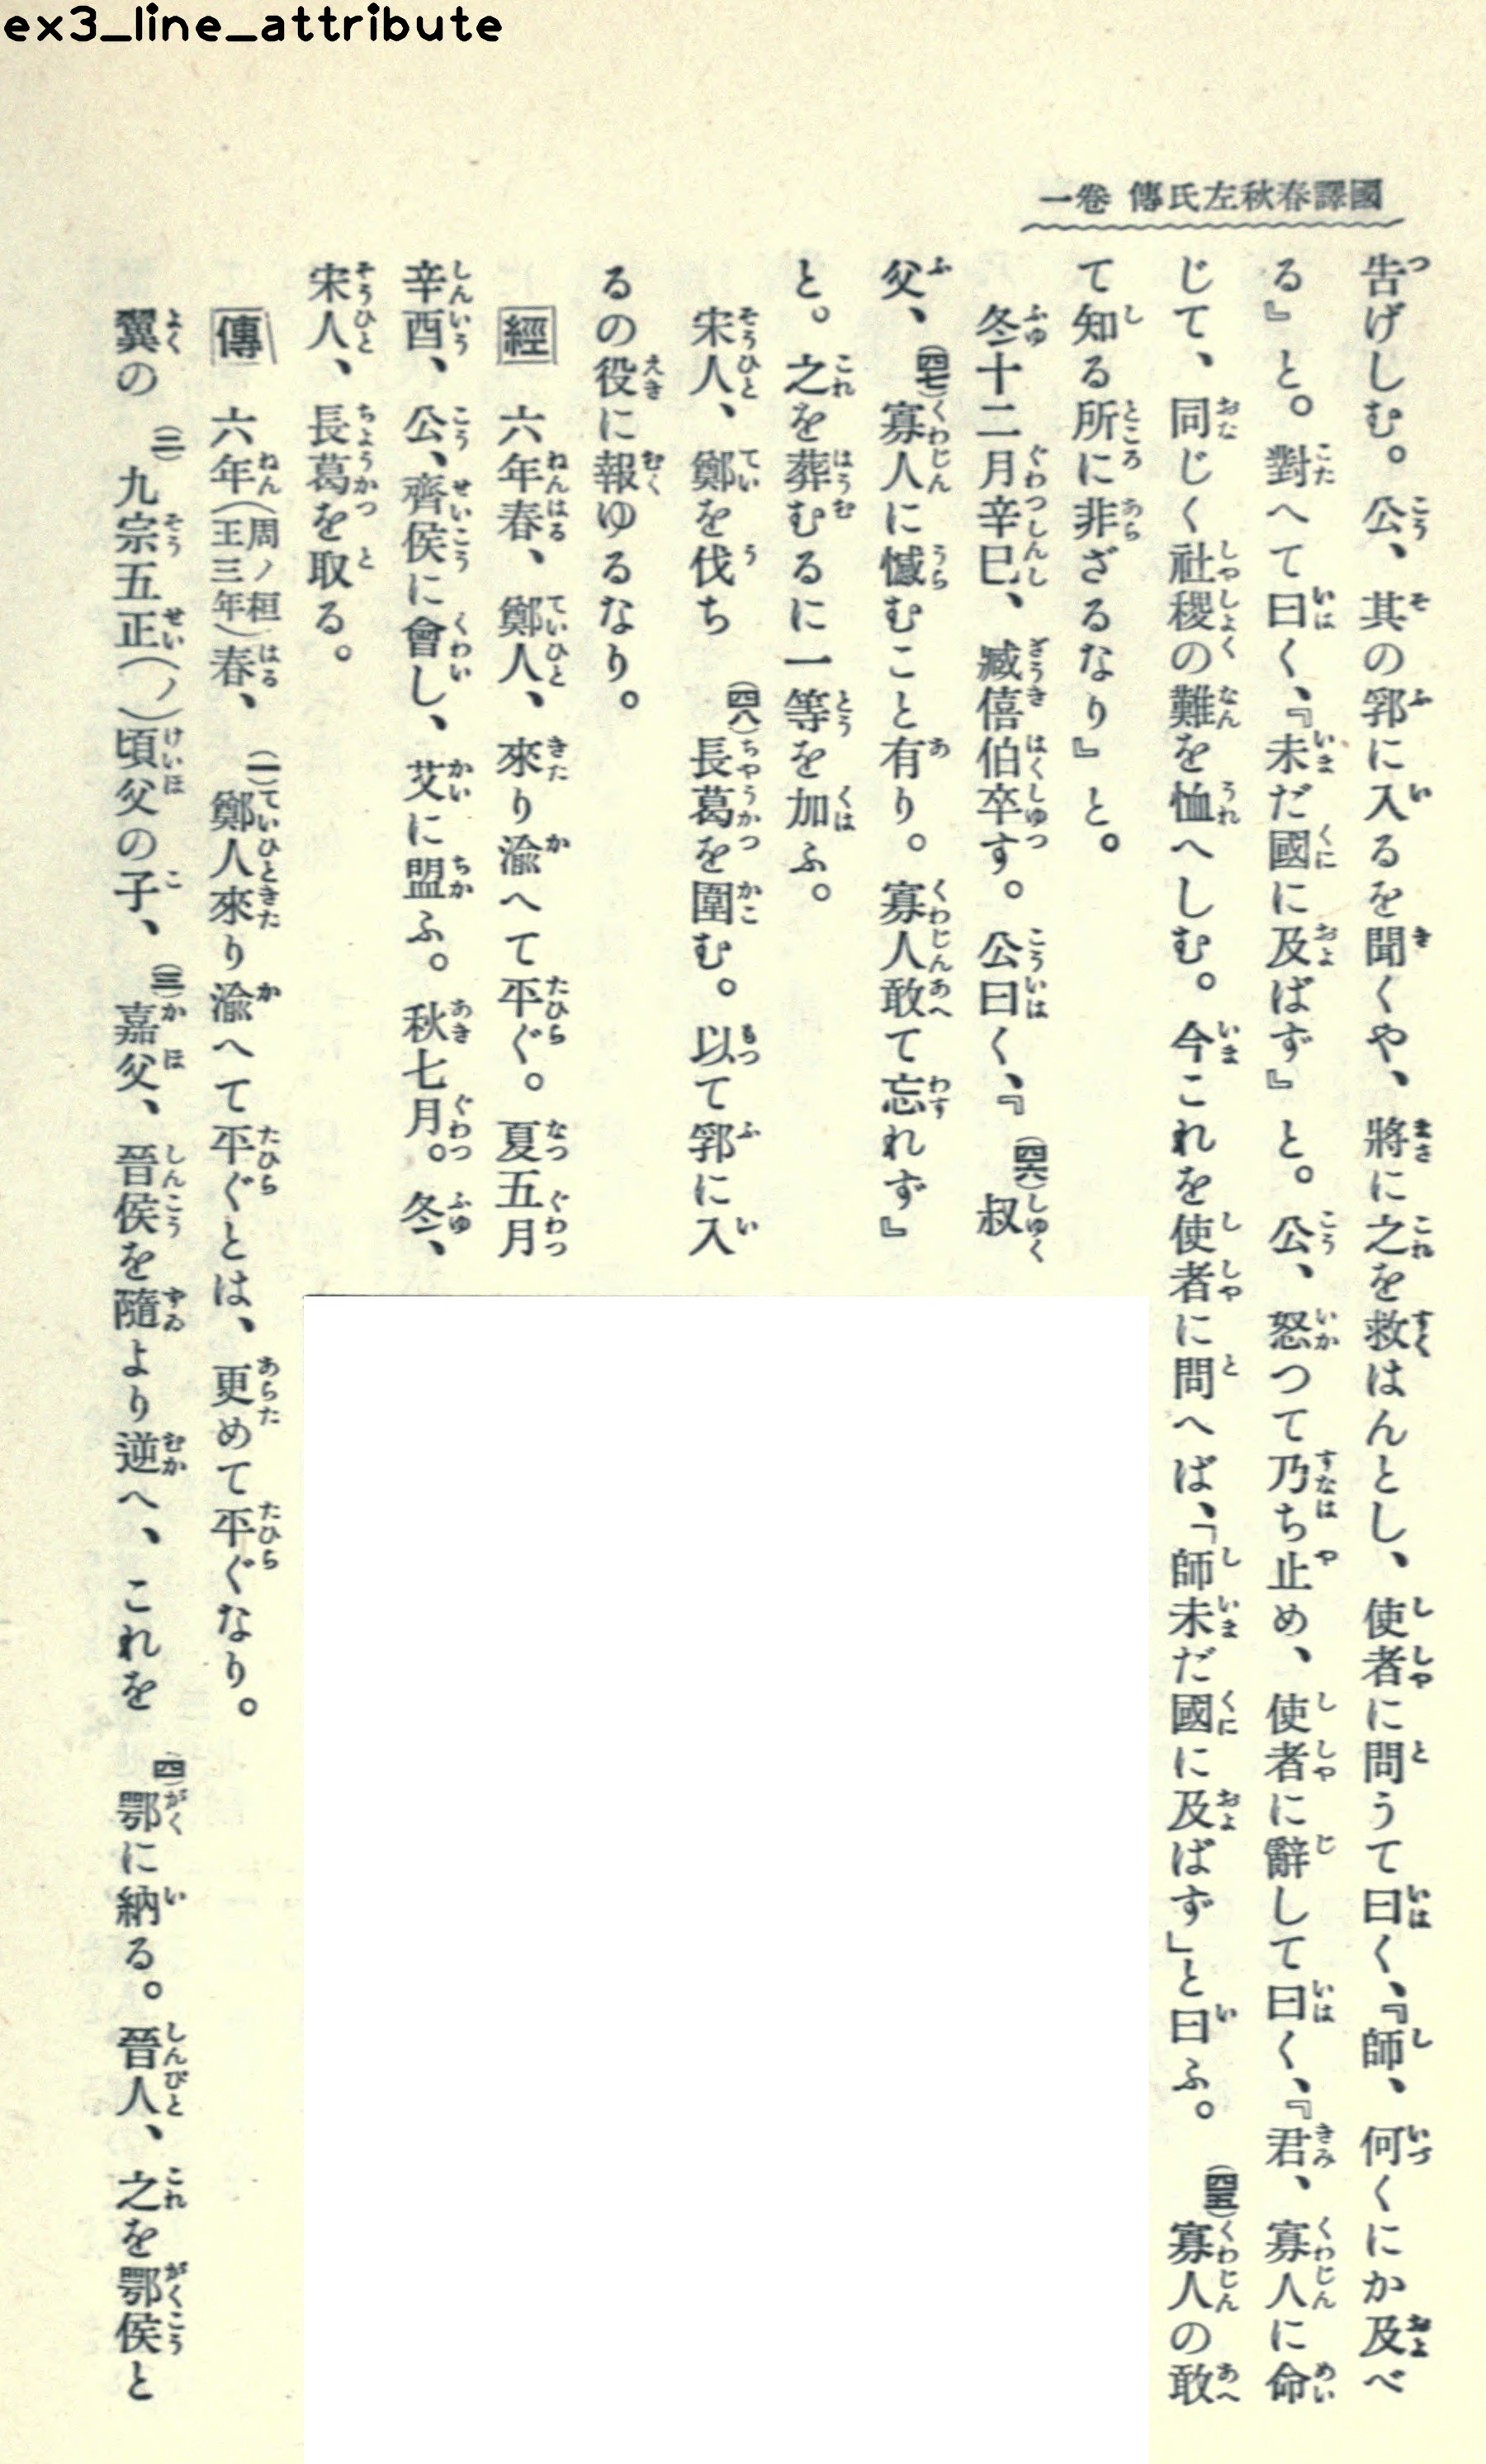 ex3_line_attribute
國譯春秋左氏傳 卷一
告げしむ。公、其の郛に入るを聞くや、將に之を救はんとし、使者に問うて曰く、『師、何くにか及べ
る』と。對へて曰く、『未だ國に及ばず』と。公、怒つて乃ち止め、使者に辭して曰く、『君、寡人に命
じて、同じく社稷の難を恤へしむ。今これを使者に問へば、「師未だ國に及ばず」と曰ふ。(四五)寡人の敢
て知る所に非ざるなり』と。
冬十二月辛巳、臧僖伯卒す。公曰く、『(四六)叔
父、(四七)寡人に憾むこと有り。寡人敢て忘れず』
と。之を葬むるに一等を加ふ。
宋人、鄭を伐ち(四八)長葛を圍む。以て郛に入
るの役に報ゆるなり。
經 六年春、鄭人、來り渝へて平ぐ。夏五月
辛酉、公、齊侯に會し、艾に盟ふ。秋七月。冬、
宋人、長葛を取る。
傳 六年(周ノ桓王三年)春、(一)鄭人來り渝へて平ぐとは、更めて平ぐなり。
翼の(二)九宗五正(ノ)頃父の子、(三)嘉父、晉侯を隨より逆へ、これを(四)鄂に納る。晉人、之を鄂侯と